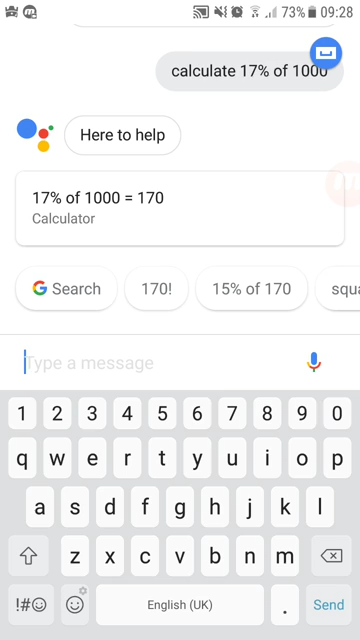 73% 09:28
calculate 17% of 1000
Here to help
17% of 1000 = 170
Calculator
Search
170!
15% of 170
squa
Type a message
1 2 3 4 5 6 7 8 9 0
q w e r t y u i o p
a s d f g h j k l
z x c v b n m
!#☺ English (UK) . Send